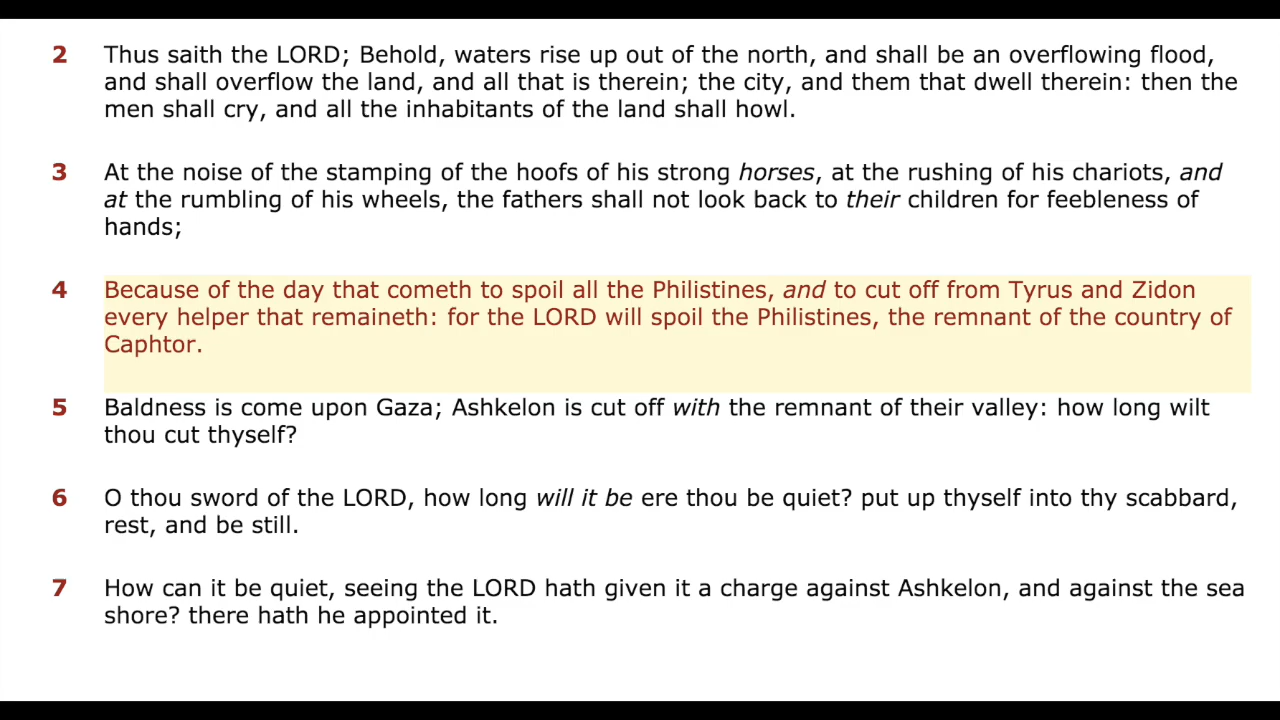 2 Thus saith the LORD; Behold, waters rise up out of the north, and shall be an overflowing flood,
and shall overflow the land, and all that is therein; the city, and them that dwell therein: then the
men shall cry, and all the inhabitants of the land shall howl.
3 At the noise of the stamping of the hoofs of his strong horses, at the rushing of his chariots, and
at the rumbling of his wheels, the fathers shall not look back to their children for feebleness of
hands;
4 Because of the day that cometh to spoil all the Philistines, and to cut off from Tyrus and Zidon
every helper that remaineth: for the LORD will spoil the Philistines, the remnant of the country of
Caphtor.
5 Baldness is come upon Gaza; Ashkelon is cut off with the remnant of their valley: how long wilt
thou cut thyself?
6 O thou sword of the LORD, how long will it be ere thou be quiet? put up thyself into thy scabbard,
rest, and be still.
7 How can it be quiet, seeing the LORD hath given it a charge against Ashkelon, and against the sea
shore? there hath he appointed it.